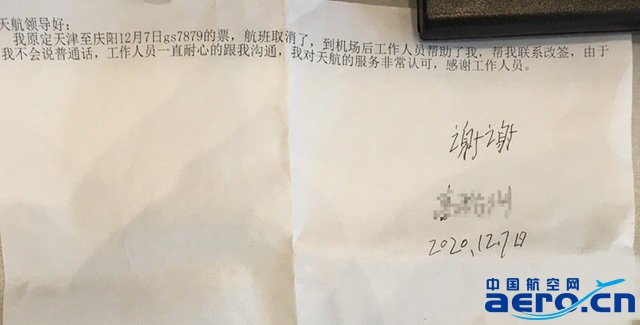 天航领导好：
我原定天津至庆阳12月7日gs7879的票，航班取消了，到机场后工作人员帮助了我，帮我联系改签，由于
我不会说普通话，工作人员一直耐心的跟我沟通，我对天航的服务非常认可，感谢工作人员。
谢谢
2020.12.7日
中国航空网
aero.cn